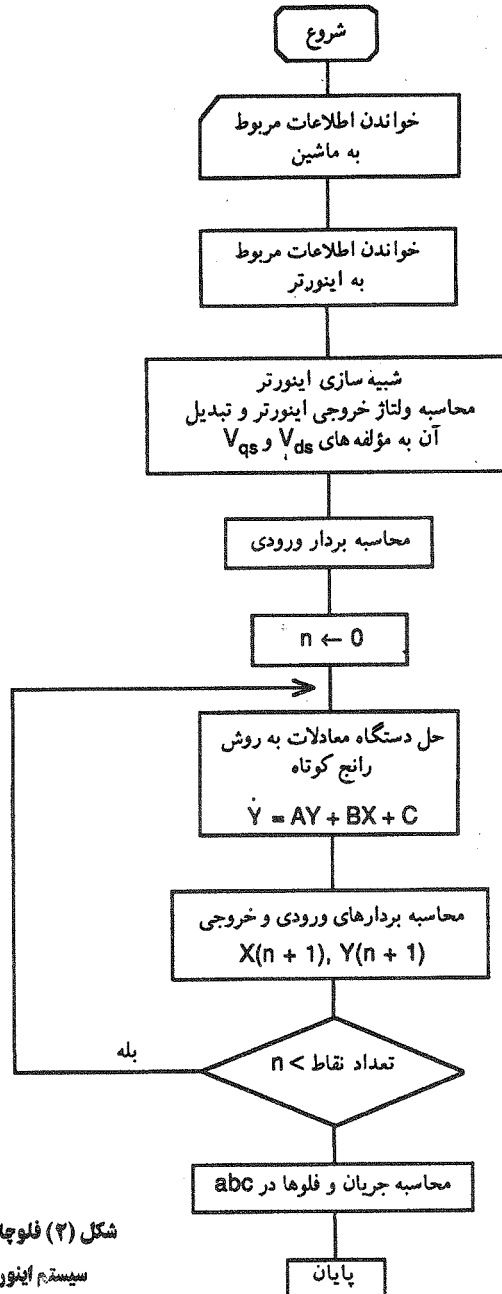 شروع
خواندن اطلاعات مربوط
به ماشین
خواندن اطلاعات مربوط
به اینورتر
شبیه سازی اینورتر
محاسبه ولتاژ خروجی اینورتر و تبدیل
آن به مؤلفه های Vds و Vqs
محاسبه بردار ورودی
n ← 0
حل دستگاه معادلات به روش
رانج کوتاه
Ẏ = AY + BX + C
محاسبه بردارهای ورودی و خروجی
X(n + 1), Y(n + 1)
تعداد نقاط > n
بله
محاسبه جریان و فلوها در abc
پایان
شکل (۲)
سیستم